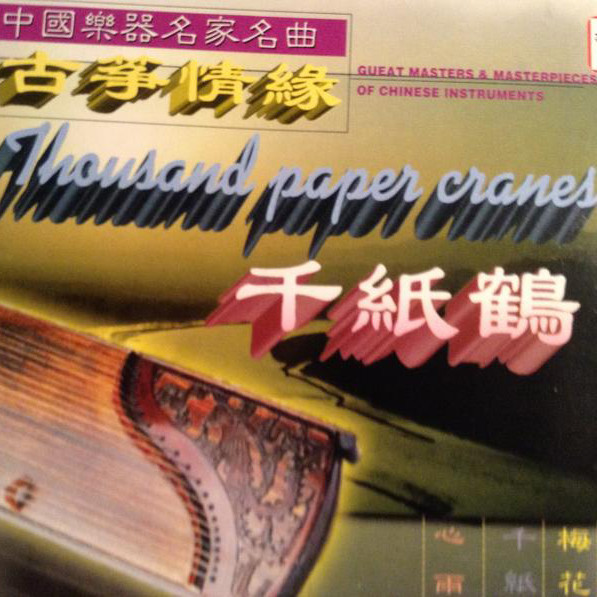 中國樂器名家名曲
古筝情緣
GUEAT MASTERS & MASTERPIECES
OF CHINESE INSTRUMENTS
Thousand paper cranes
千紙鶴
梅花
千紙
心雨